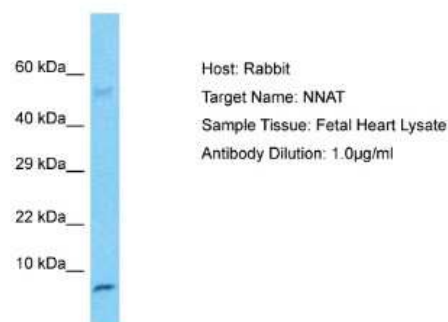 60 kDa
40 kDa
29 kDa
22 kDa
10 kDa
Host: Rabbit
Target Name: NNAT
Sample Tissue: Fetal Heart Lysate
Antibody Dilution: 1.0µg/ml